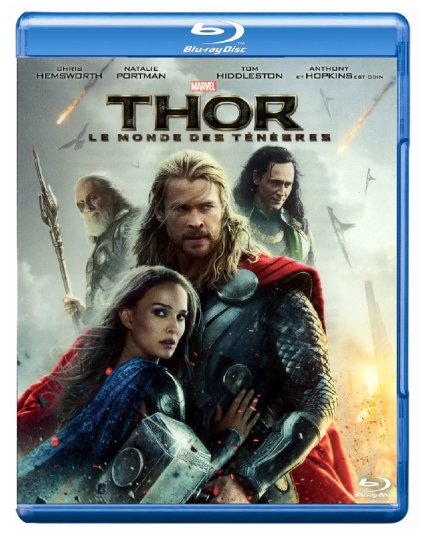 Blu-ray Disc
CHRIS HEMSWORTH
NATALIE PORTMAN
TOM HIDDLESTON
ANTHONY ET HOPKINS EST ODIN
MARVEL
THOR
LE MONDE DES TÉNÈBRES
Blu-ray Disc